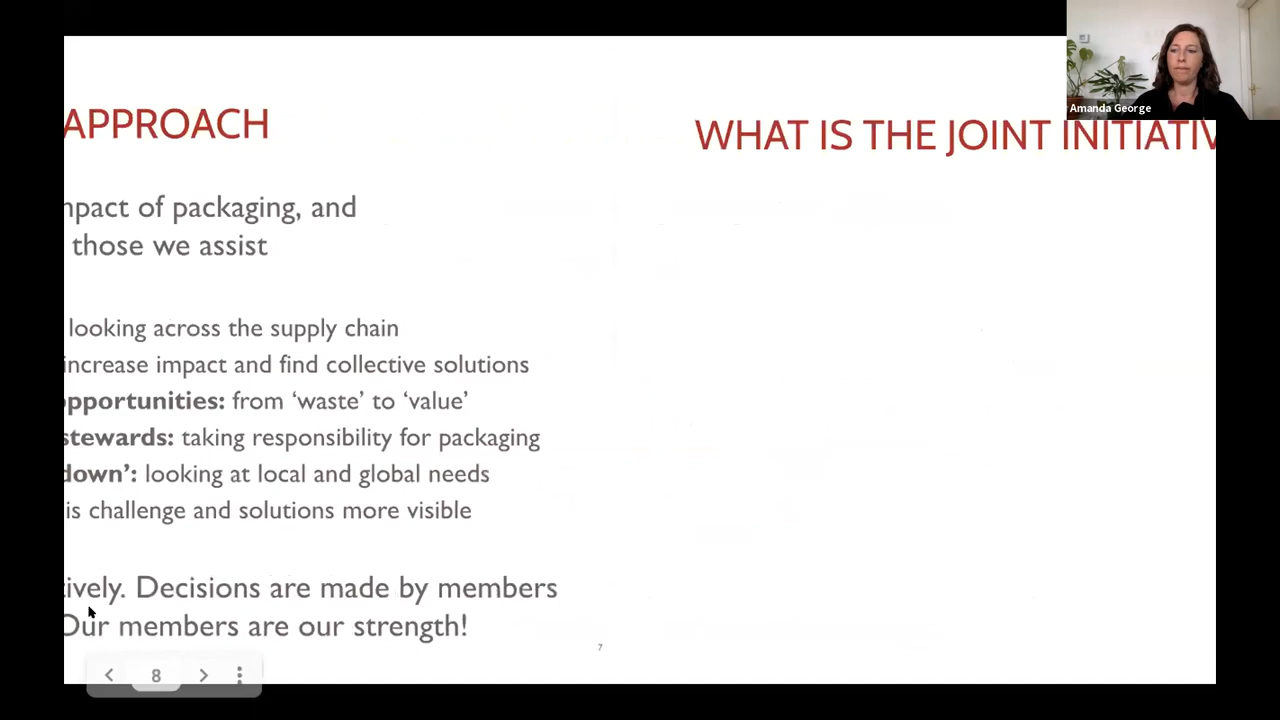 Amanda George
APPROACH
WHAT IS THE JOINT INITIATIV
npact of packaging, and
those we assist
looking across the supply chain
increase impact and find collective solutions
opportunities: from ‘waste’ to ‘value’
stewards: taking responsibility for packaging
down’: looking at local and global needs
is challenge and solutions more visible
tively. Decisions are made by members
Our members are our strength!
7
8